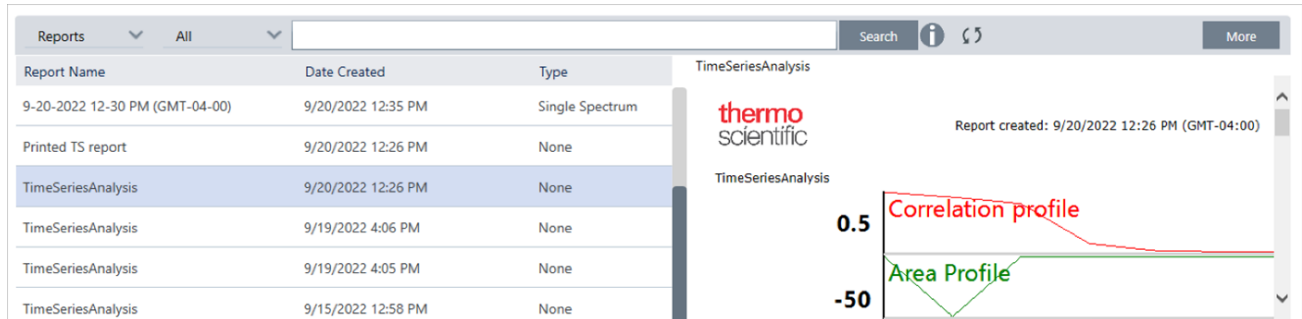 Reports All Search i More
Report Name Date Created Type
9-20-2022 12-30 PM (GMT-04-00) 9/20/2022 12:35 PM Single Spectrum
Printed TS report 9/20/2022 12:26 PM None
TimeSeriesAnalysis 9/20/2022 12:26 PM None
TimeSeriesAnalysis 9/19/2022 4:06 PM None
TimeSeriesAnalysis 9/19/2022 4:05 PM None
TimeSeriesAnalysis 9/15/2022 12:58 PM None
TimeSeriesAnalysis
thermo
scientific
Report created: 9/20/2022 12:26 PM (GMT-04:00)
TimeSeriesAnalysis
0.5 Correlation profile
Area Profile
-50